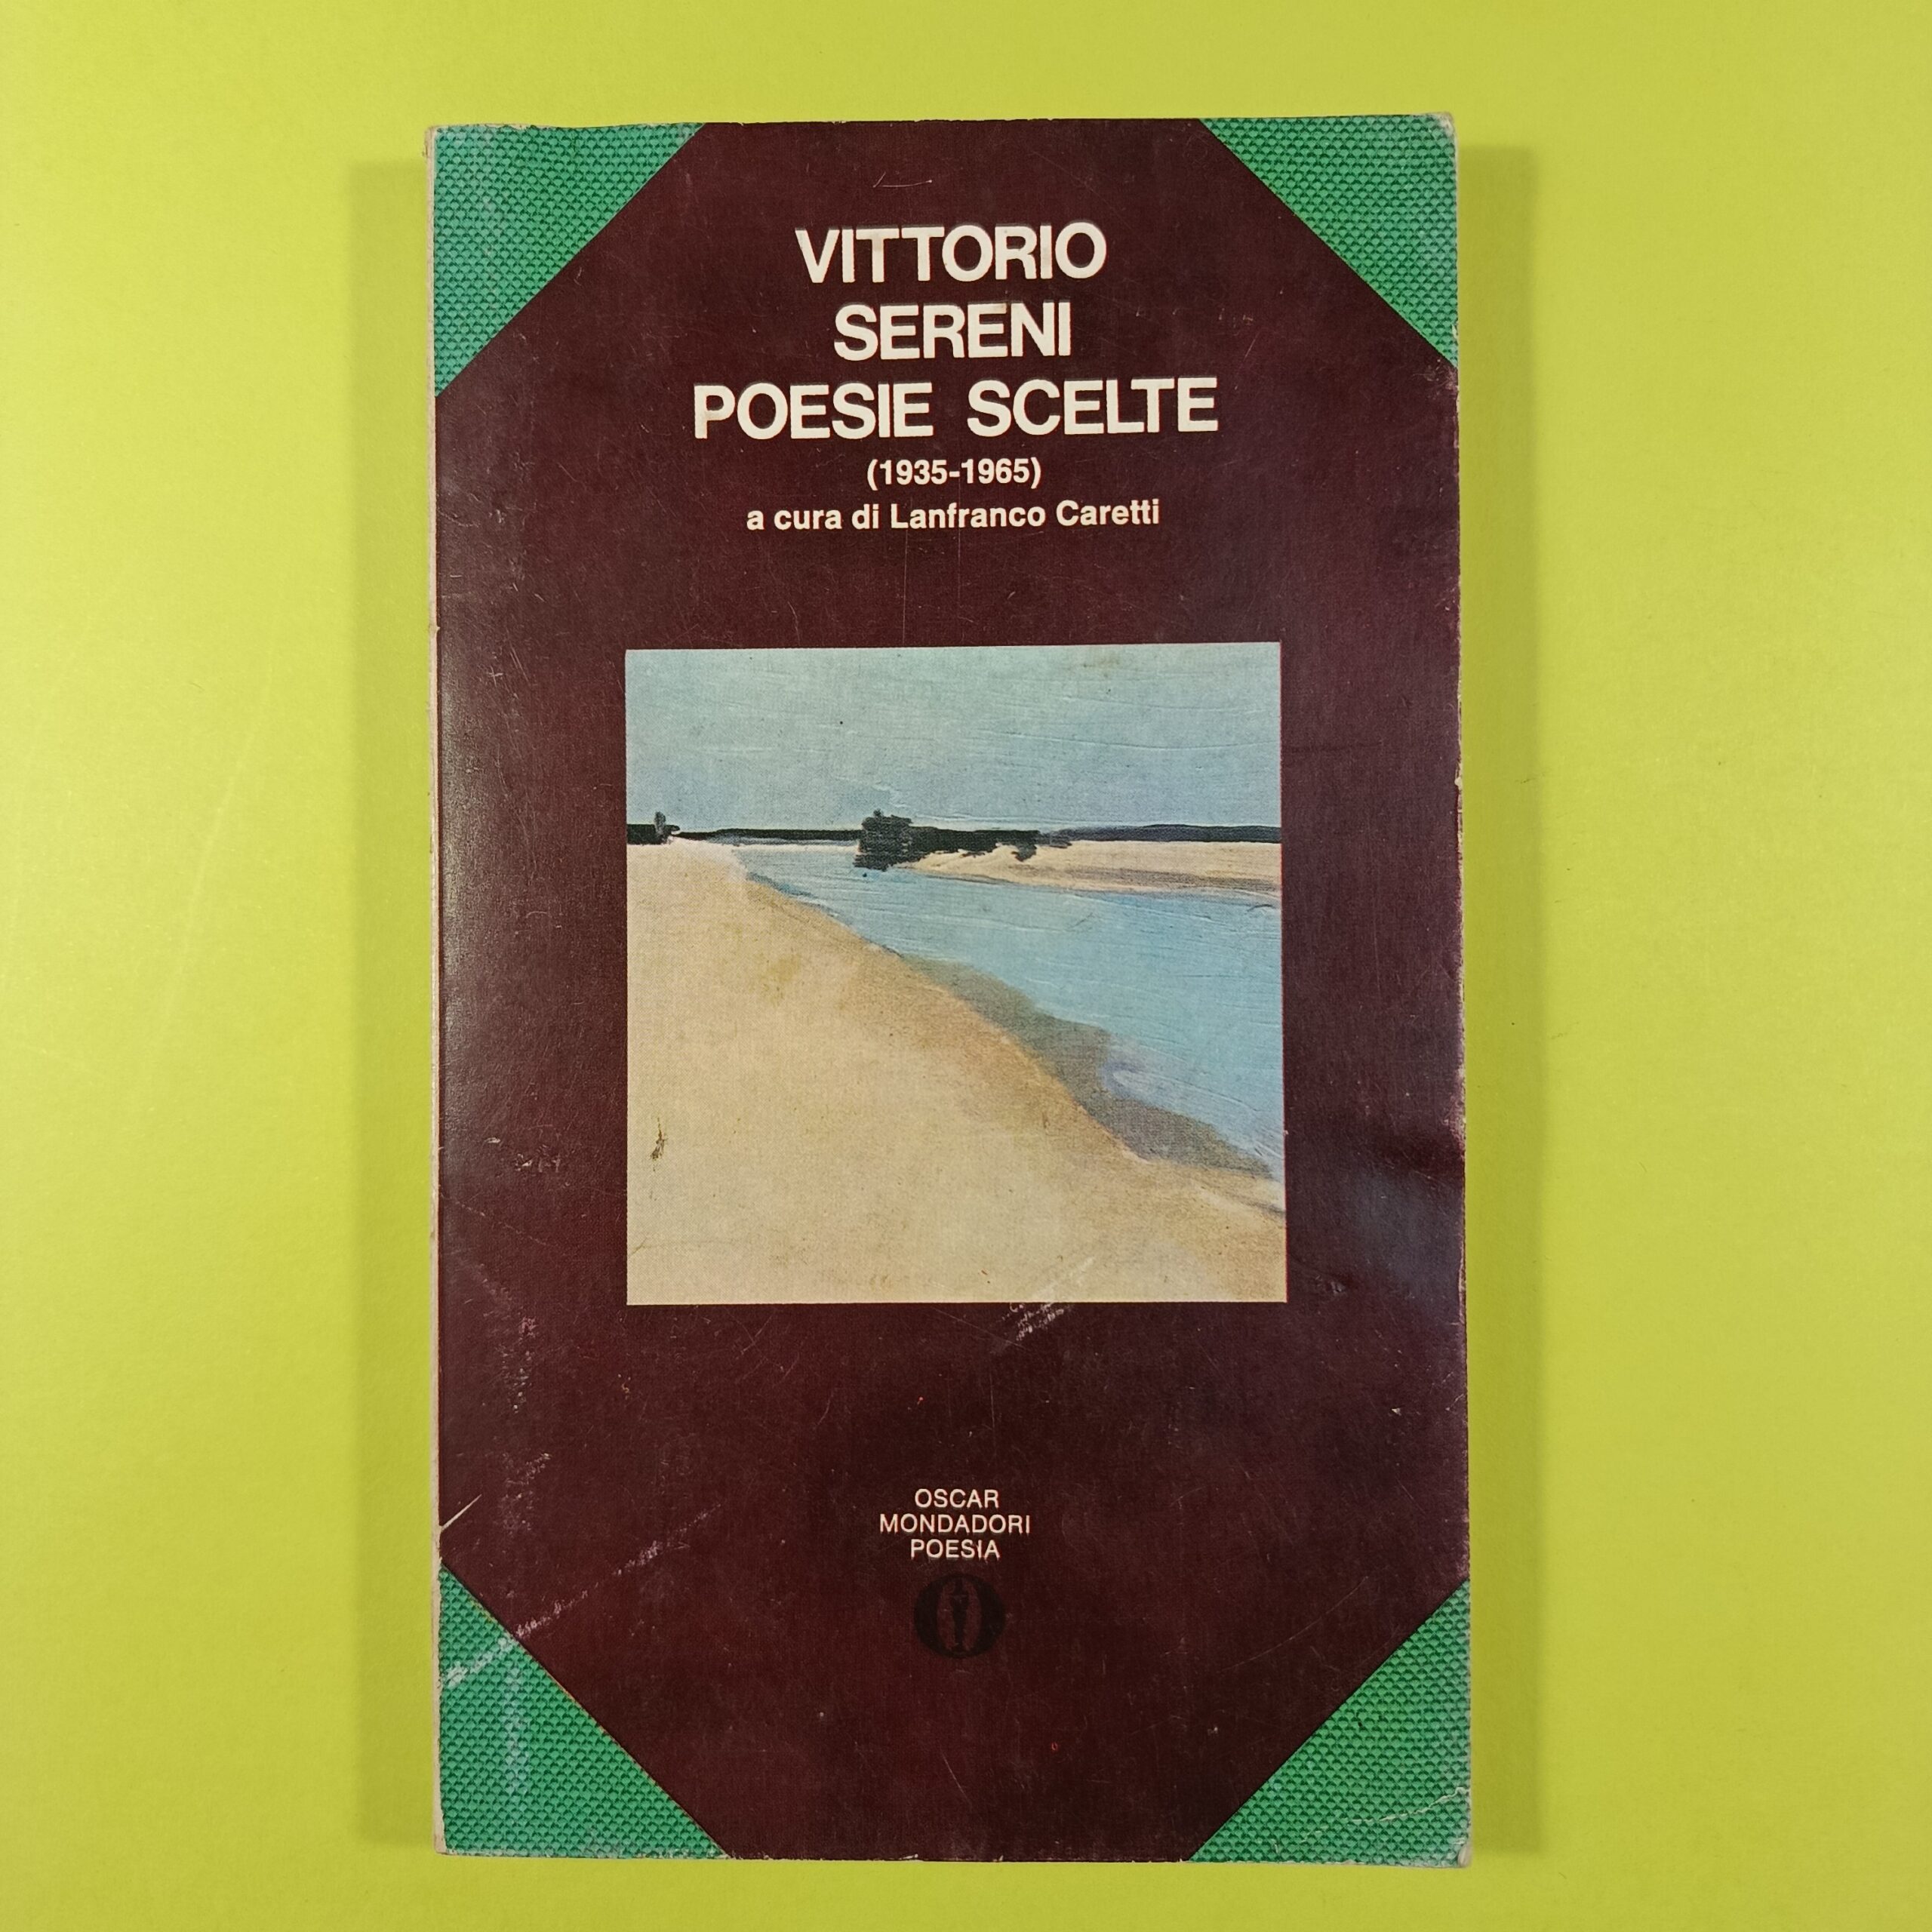 VITTORIO
SERENI
POESIE SCELTE
(1935-1965)
a cura di Lanfranco Caretti
OSCAR
MONDADORI
POESIA